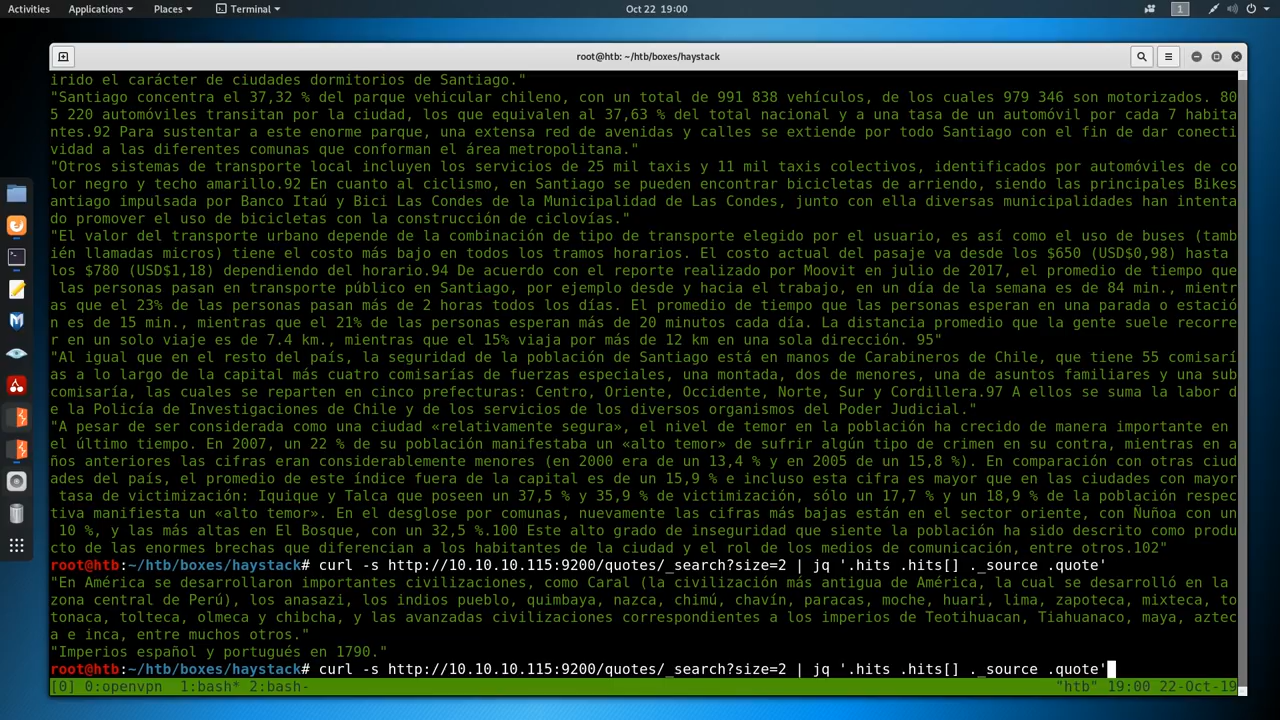 Activities Applications Places Terminal Oct 22 19:00 1
root@htb: ~/htb/boxes/haystack
irido el carácter de ciudades dormitorios de Santiago."
"Santiago concentra el 37,32 % del parque vehicular chileno, con un total de 991 838 vehículos, de los cuales 979 346 son motorizados. 80
5 220 automóviles transitan por la ciudad, los que equivalen al 37,63 % del total nacional y a una tasa de un automóvil por cada 7 habita
ntes.92 Para sustentar a este enorme parque, una extensa red de avenidas y calles se extiende por todo Santiago con el fin de dar conecti
vidad a las diferentes comunas que conforman el área metropolitana."
"Otros sistemas de transporte local incluyen los servicios de 25 mil taxis y 11 mil taxis colectivos, identificados por automóviles de co
lor negro y techo amarillo.92 En cuanto al ciclismo, en Santiago se pueden encontrar bicicletas de arriendo, siendo las principales Bikes
antiago impulsada por Banco Itaú y Bici Las Condes de la Municipalidad de Las Condes, junto con ella diversas municipalidades han intenta
do promover el uso de bicicletas con la construcción de ciclovías."
"El valor del transporte urbano depende de la combinación de tipo de transporte elegido por el usuario, es así como el uso de buses (tamb
ién llamadas micros) tiene el costo más bajo en todos los tramos horarios. El costo actual del pasaje va desde los $650 (USD$0,98) hasta
los $780 (USD$1,18) dependiendo del horario.94 De acuerdo con el reporte realizado por Moovit en julio de 2017, el promedio de tiempo que
las personas pasan en transporte público en Santiago, por ejemplo desde y hacia el trabajo, en un día de la semana es de 84 min., mientr
as que el 23% de las personas pasan más de 2 horas todos los días. El promedio de tiempo que las personas esperan en una parada o estació
n es de 15 min., mientras que el 21% de las personas esperan más de 20 minutos cada día. La distancia promedio que la gente suele recorre
r en un solo viaje es de 7.4 km., mientras que el 15% viaja por más de 12 km en una sola dirección. 95"
"Al igual que en el resto del país, la seguridad de la población de Santiago está en manos de Carabineros de Chile, que tiene 55 comisarí
as a lo largo de la capital más cuatro comisarías de fuerzas especiales, una montada, dos de menores, una de asuntos familiares y una sub
comisaría, las cuales se reparten en cinco prefecturas: Centro, Oriente, Occidente, Norte, Sur y Cordillera.97 A ellos se suma la labor d
e la Policía de Investigaciones de Chile y de los servicios de los diversos organismos del Poder Judicial."
"A pesar de ser considerada como una ciudad «relativamente segura», el nivel de temor en la población ha crecido de manera importante en
el último tiempo. En 2007, un 22 % de su población manifestaba un «alto temor» de sufrir algún tipo de crimen en su contra, mientras en a
ños anteriores las cifras eran considerablemente menores (en 2000 era de un 13,4 % y en 2005 de un 15,8 %). En comparación con otras ciud
ades del país, el promedio de este índice fuera de la capital es de un 15,9 % e incluso esta cifra es mayor que en las ciudades con mayor
tasa de victimización: Iquique y Talca que poseen un 37,5 % y 35,9 % de victimización, sólo un 17,7 % y un 18,9 % de la población respec
tiva manifiesta un «alto temor». En el desglose por comunas, nuevamente las cifras más bajas están en el sector oriente, con Ñuñoa con un
10 %, y las más altas en El Bosque, con un 32,5 %.100 Este alto grado de inseguridad que siente la población ha sido descrito como produ
cto de las enormes brechas que diferencian a los habitantes de la ciudad y el rol de los medios de comunicación, entre otros.102"
root@htb:~/htb/boxes/haystack# curl -s http://10.10.10.115:9200/quotes/_search?size=2 | jq '.hits .hits[] ._source .quote'
"En América se desarrollaron importantes civilizaciones, como Caral (la civilización más antigua de América, la cual se desarrolló en la
zona central de Perú), los anasazi, los indios pueblo, quimbaya, nazca, chimú, chavín, paracas, moche, huari, lima, zapoteca, mixteca, to
tonaca, tolteca, olmeca y chibcha, y las avanzadas civilizaciones correspondientes a los imperios de Teotihuacan, Tiahuanaco, maya, aztec
a e inca, entre muchos otros."
"Imperios español y portugués en 1790."
root@htb:~/htb/boxes/haystack# curl -s http://10.10.10.115:9200/quotes/_search?size=2 | jq '.hits .hits[] ._source .quote'
[0] 0:openvpn 1:bash* 2:bash- "htb" 19:00 22-Oct-19